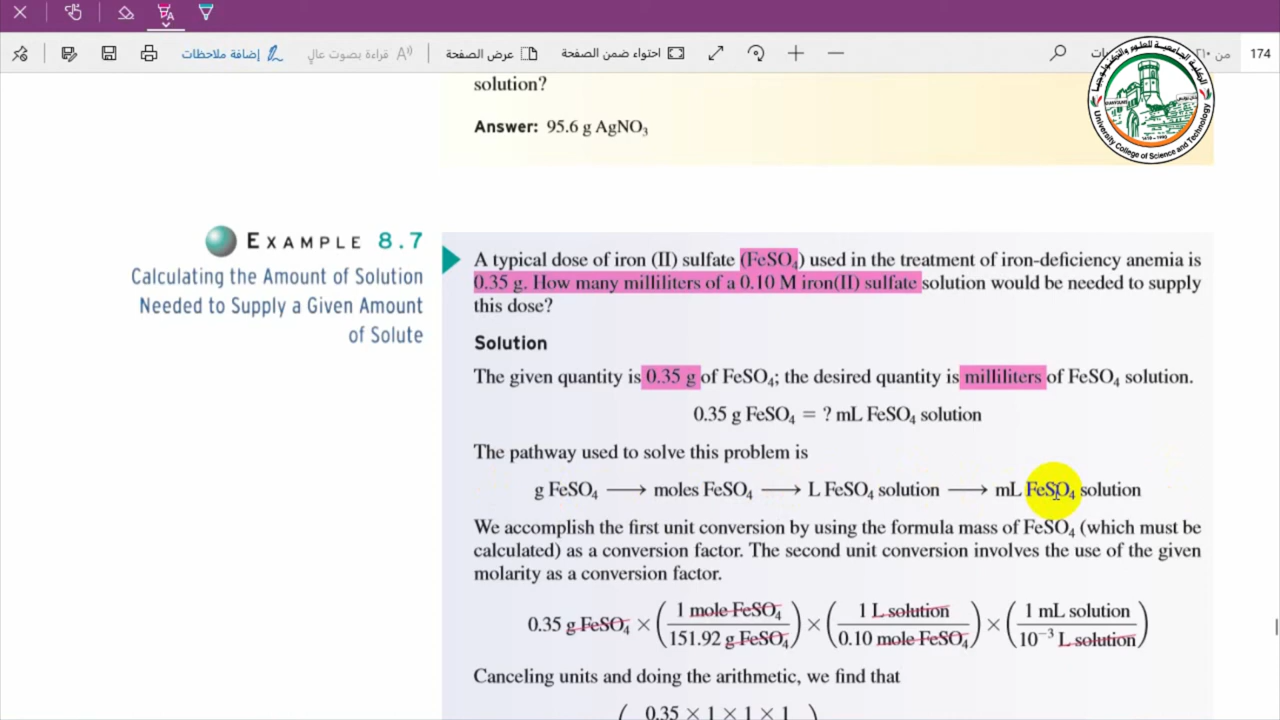 إضافة ملاحظات
قراءة بصوت عالٍ
عرض الصفحة
احتواء ضمن الصفحة
من
174
University College of Science and Technology
solution?
Answer: 95.6 g AgNO₃
EXAMPLE 8.7
Calculating the Amount of Solution
Needed to Supply a Given Amount
of Solute
A typical dose of iron (II) sulfate (FeSO₄) used in the treatment of iron-deficiency anemia is
0.35 g. How many milliliters of a 0.10 M iron(II) sulfate solution would be needed to supply
this dose?
Solution
The given quantity is 0.35 g of FeSO₄; the desired quantity is milliliters of FeSO₄ solution.
0.35 g FeSO₄ = ? mL FeSO₄ solution
The pathway used to solve this problem is
g FeSO₄ ⟶ moles FeSO₄ ⟶ L FeSO₄ solution ⟶ mL FeSO₄ solution
We accomplish the first unit conversion by using the formula mass of FeSO₄ (which must be
calculated) as a conversion factor. The second unit conversion involves the use of the given
molarity as a conversion factor.
0.35 g FeSO₄ × (1 mole FeSO₄ / 151.92 g FeSO₄) × (1 L solution / 0.10 mole FeSO₄) × (1 mL solution / 10⁻³ L solution)
Canceling units and doing the arithmetic, we find that
( 0.35 × 1 × 1 × 1 )